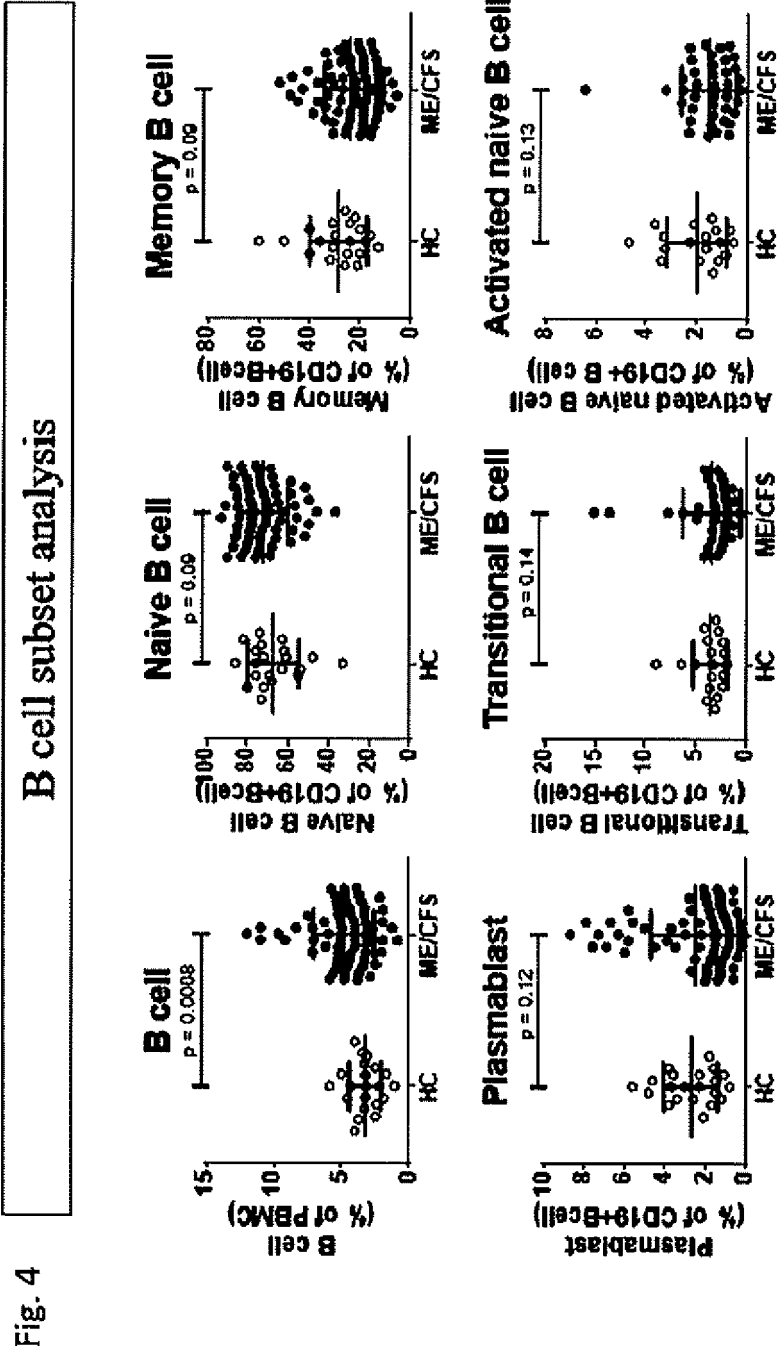 Fig. 4
B cell subset analysis
B cell
p = 0.0008
B cell
(% of PBMC)
15
10
5
0
HC
ME/CFS
Naive B cell
p = 0.09
Naive B cell
(% of CD19+Bcell)
100
80
60
40
20
0
HC
ME/CFS
Memory B cell
p = 0.09
Memory B cell
(% of CD19+Bcell)
80
60
40
20
0
HC
ME/CFS
Plasmablast
p = 0.12
Plasmablast
(% of CD19+Bcell)
10
8
6
4
2
0
HC
ME/CFS
Transitional B cell
p = 0.14
Transitional B cell
(% of CD19+Bcell)
20
15
10
5
0
HC
ME/CFS
Activated naive B cell
p = 0.13
Activated naive B cell
(% of CD19+ B cell)
8
6
4
2
0
HC
ME/CFS